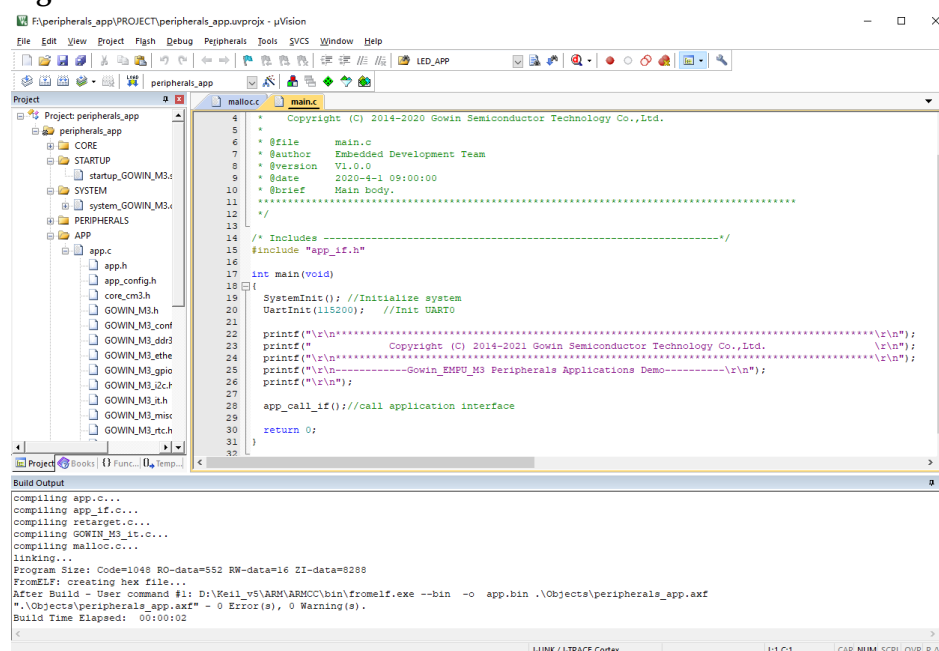 F:\peripherals_app\PROJECT\peripherals_app.uvprojx - µVision
File Edit View Project Flash Debug Peripherals Tools SVCS Window Help
LED_APP
LOAD peripherals_app
Project
malloc.c main.c
Project: peripherals_app
peripherals_app
CORE
STARTUP
startup_GOWIN_M3.s
SYSTEM
system_GOWIN_M3.c
PERIPHERALS
APP
app.c
app.h
app_config.h
core_cm3.h
GOWIN_M3.h
GOWIN_M3_conf
GOWIN_M3_ddr3
GOWIN_M3_ethe
GOWIN_M3_gpio
GOWIN_M3_i2c.h
GOWIN_M3_it.h
GOWIN_M3_misc
GOWIN_M3_rtc.h
Project Books {} Func... Temp...
4 * Copyright (C) 2014-2020 Gowin Semiconductor Technology Co.,Ltd.
5 *
6 * @file main.c
7 * @author Embedded Development Team
8 * @version V1.0.0
9 * @date 2020-4-1 09:00:00
10 * @brief Main body.
11 ******************************************************************************************
12 */
13
14 /* Includes ------------------------------------------------------------------*/
15 #include "app_if.h"
16
17 int main(void)
18 {
19 SystemInit(); //Initialize system
20 UartInit(115200); //Init UART0
21
22 printf("\r\n******************************************************************************************\r\n");
23 printf(" Copyright (C) 2014-2021 Gowin Semiconductor Technology Co.,Ltd. \r\n");
24 printf("\r\n******************************************************************************************\r\n");
25 printf("\r\n------------Gowin_EMPU_M3 Peripherals Applications Demo----------\r\n");
26 printf("\r\n");
27
28 app_call_if();//call application interface
29
30 return 0;
31 }
32
Build Output
compiling app.c...
compiling app_if.c...
compiling retarget.c...
compiling GOWIN_M3_it.c...
compiling malloc.c...
linking...
Program Size: Code=1048 RO-data=552 RW-data=16 ZI-data=8288
FromELF: creating hex file...
After Build - User command #1: D:\Keil_v5\ARM\ARMCC\bin\fromelf.exe --bin -o app.bin .\Objects\peripherals_app.axf
".\Objects\peripherals_app.axf" - 0 Error(s), 0 Warning(s).
Build Time Elapsed: 00:00:02
J-LINK / J-TRACE Cortex L:1 C:1 CAP NUM SCRL OVR R